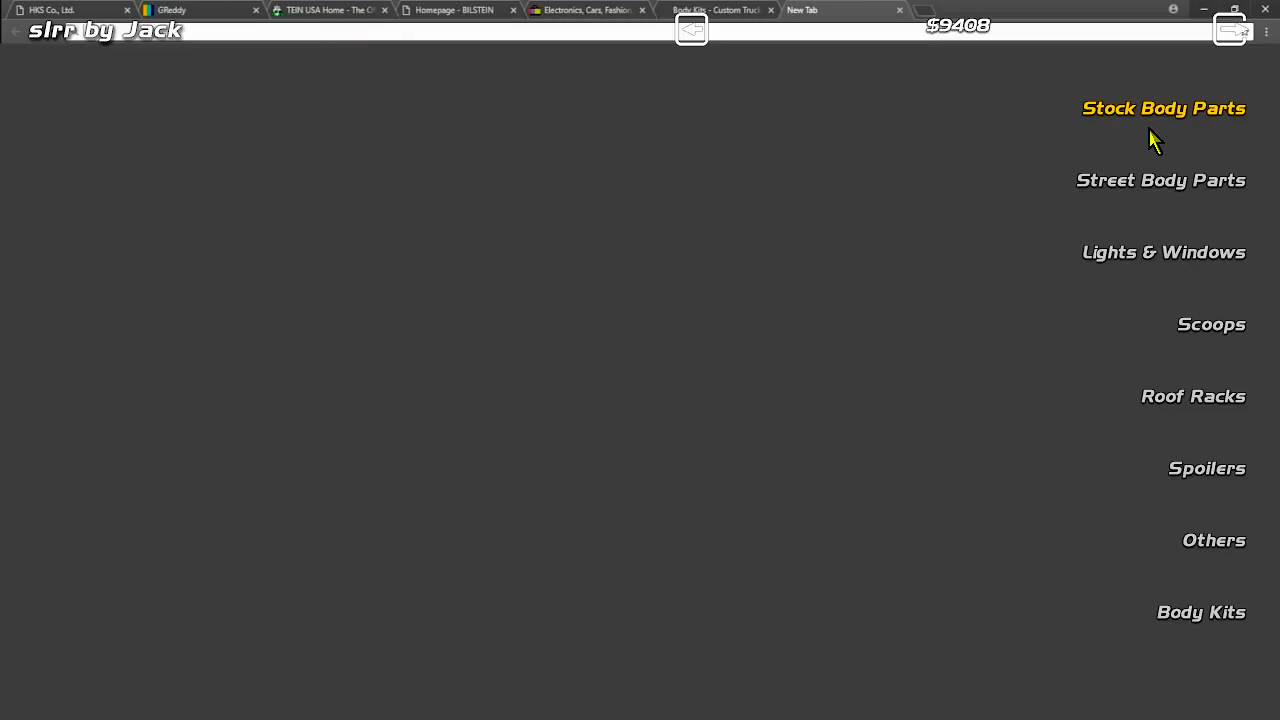 HKS Co., Ltd.
GReddy
TEIN USA Home - The O
Homepage - BILSTEIN
Electronics, Cars, Fashion
Body Kits - Custom Truck
New Tab
slrr by Jack
$9408
Stock Body Parts
Street Body Parts
Lights & Windows
Scoops
Roof Racks
Spoilers
Others
Body Kits